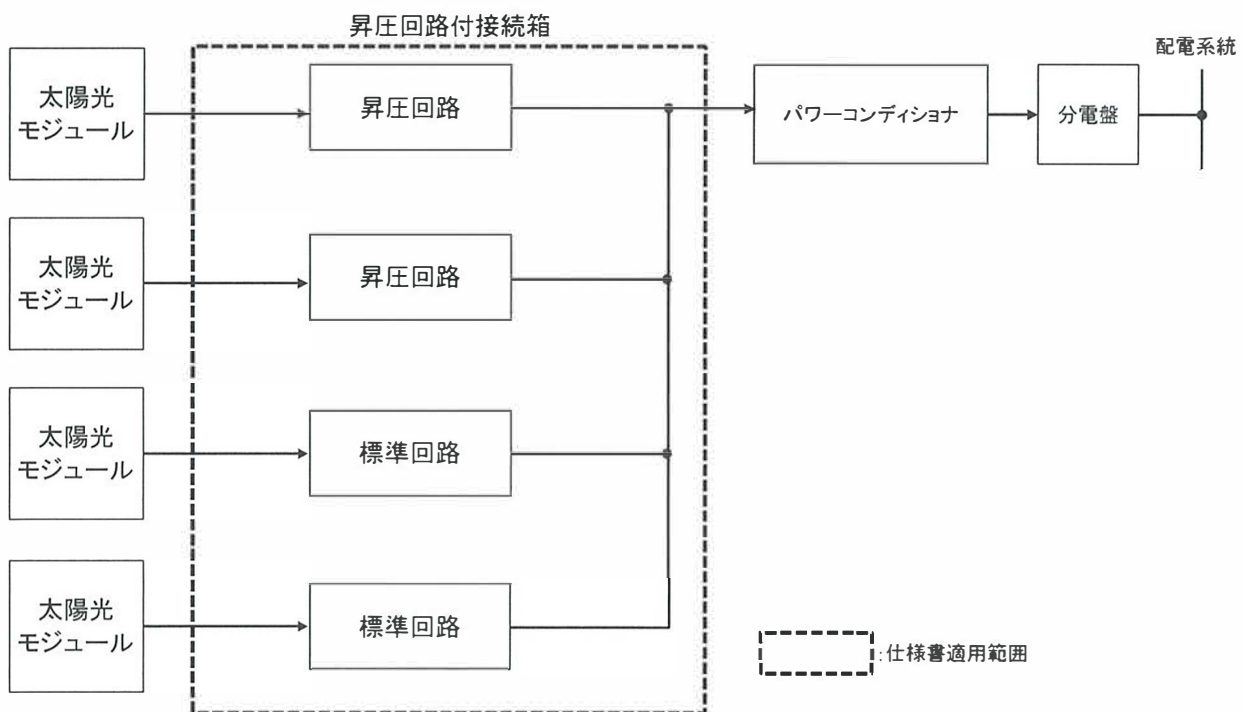 昇圧回路付接続箱
配電系統
太陽光
モジュール
昇圧回路
パワーコンディショナ
分電盤
太陽光
モジュール
昇圧回路
太陽光
モジュール
標準回路
太陽光
モジュール
標準回路
:仕様書適用範囲